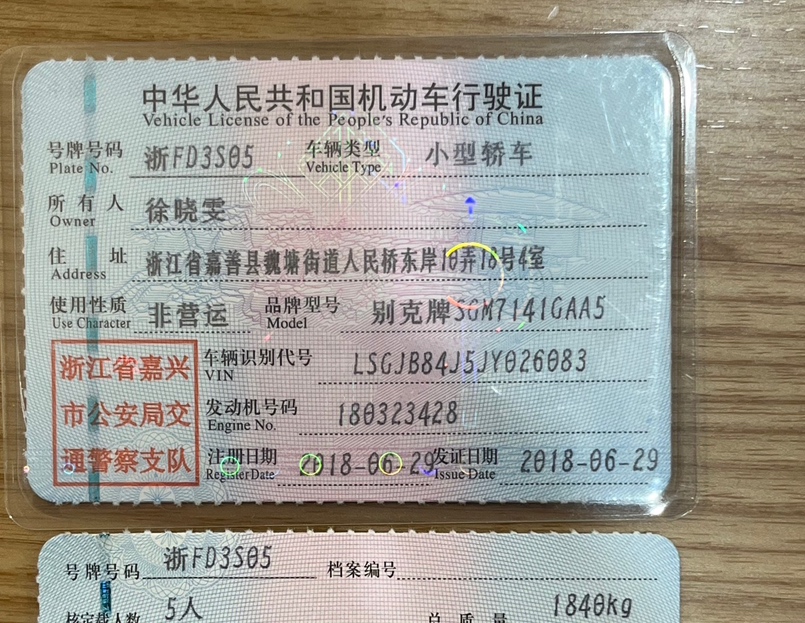 中华人民共和国机动车行驶证
Vehicle License of the People's Republic of China
号牌号码 浙FD3S05 车辆类型 小型轿车
Plate No. Vehicle Type
所有人 徐晓雯
Owner
住址 浙江省嘉善县魏塘街道人民桥东岸10弄18号4室
Address
使用性质 非营运 品牌型号 别克牌SGM7141GAA5
Use Character Model
浙江省嘉兴
市公安局交
通警察支队
车辆识别代号 LSGJB84J5JY026083
VIN
发动机号码 180323428
Engine No.
注册日期 2018-06-29 发证日期 2018-06-29
Register Date Issue Date
号牌号码 浙FD3S05 档案编号
核定载人数 5人 总质量 1840kg